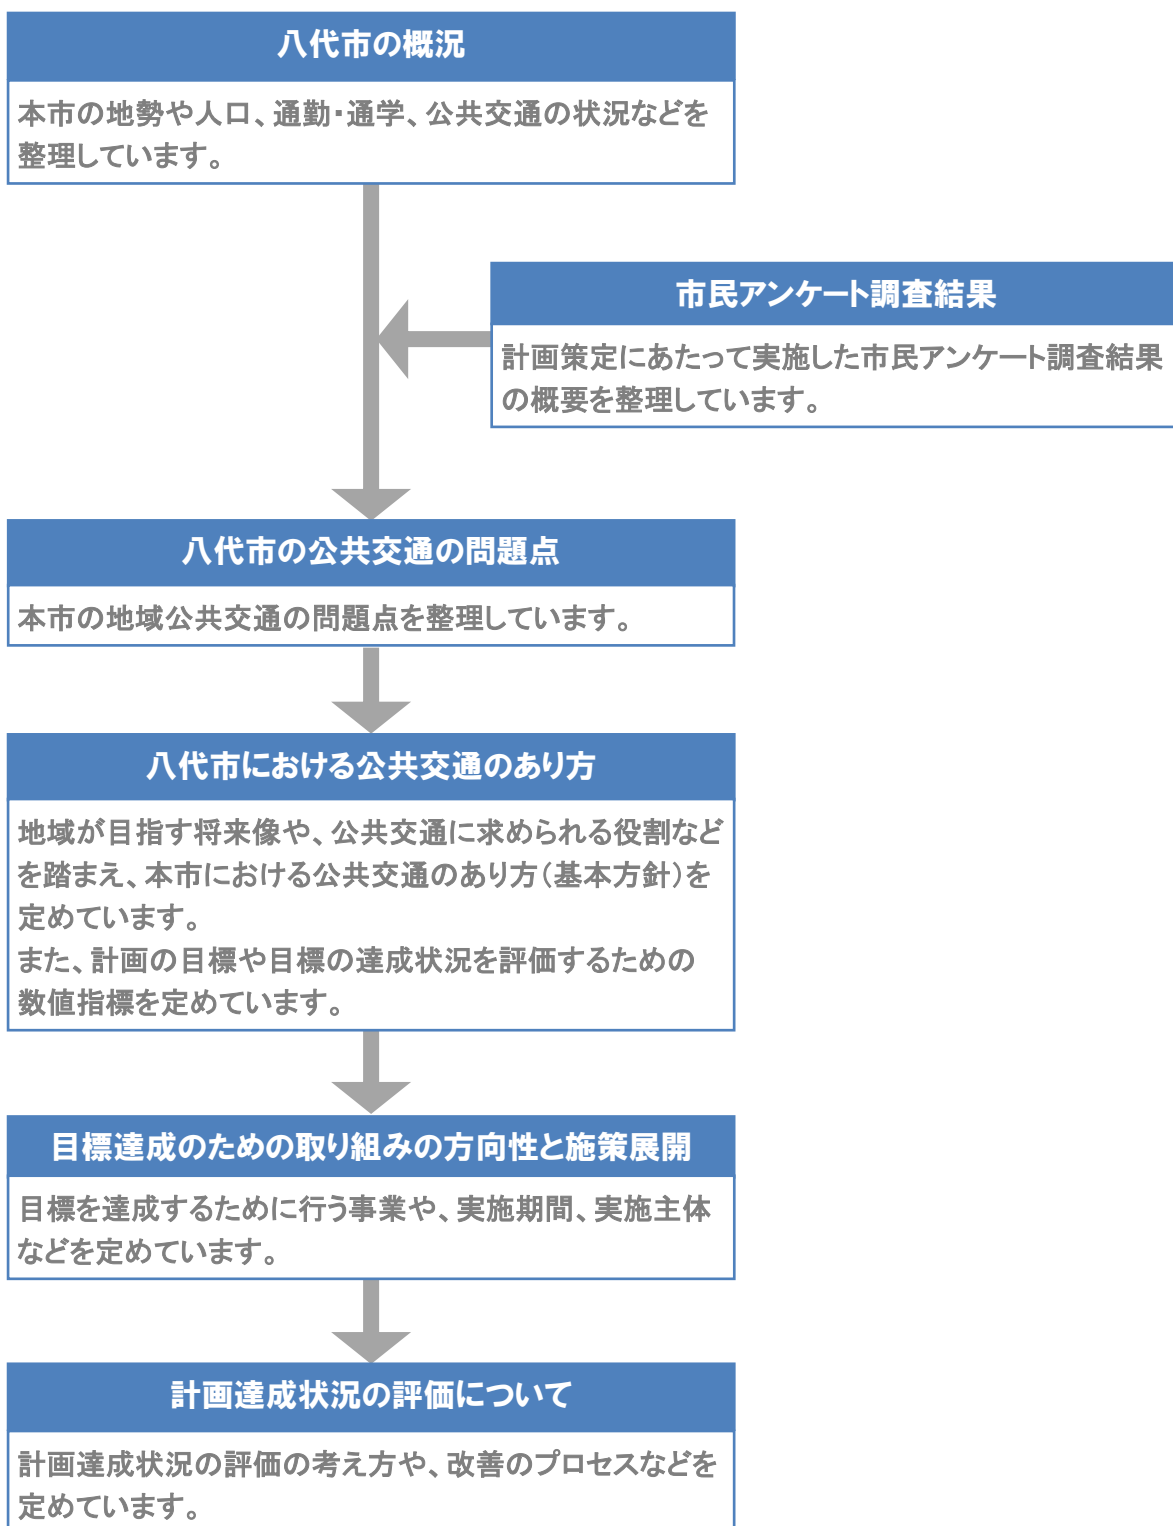 八代市の概況
本市の地勢や人口、通勤・通学、公共交通の状況などを
整理しています。
市民アンケート調査結果
計画策定にあたって実施した市民アンケート調査結果
の概要を整理しています。
八代市の公共交通の問題点
本市の地域公共交通の問題点を整理しています。
八代市における公共交通のあり方
地域が目指す将来像や、公共交通に求められる役割など
を踏まえ、本市における公共交通のあり方（基本方針）を
定めています。
また、計画の目標や目標の達成状況を評価するための
数値指標を定めています。
目標達成のための取り組みの方向性と施策展開
目標を達成するために行う事業や、実施期間、実施主体
などを定めています。
計画達成状況の評価について
計画達成状況の評価の考え方や、改善のプロセスなどを
定めています。